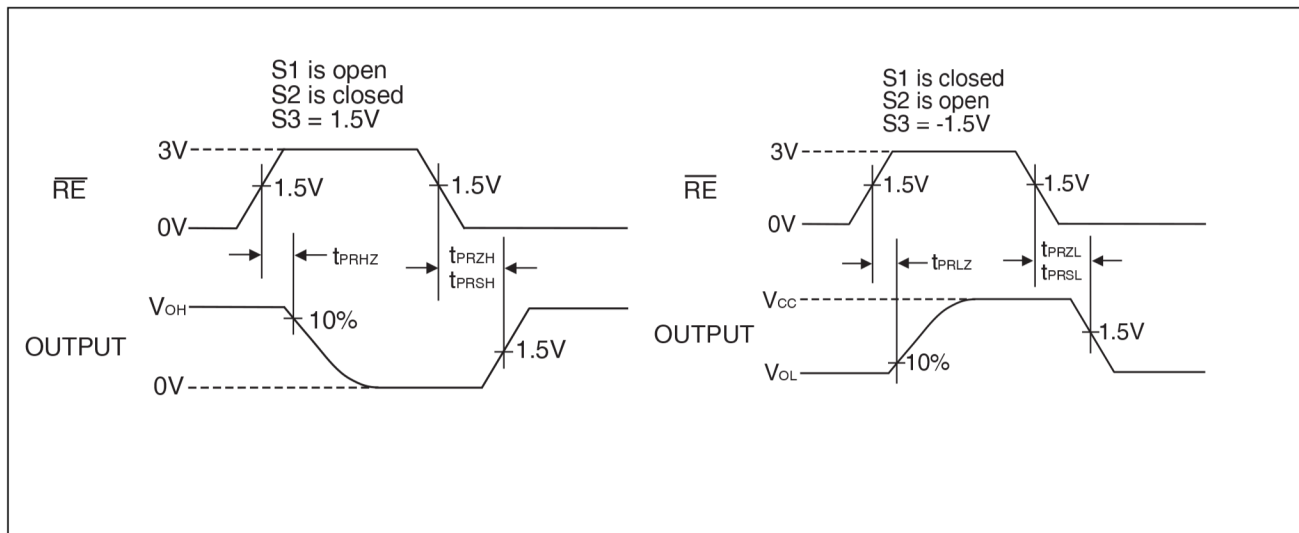 S1 is open
S2 is closed
S3 = 1.5V
3V
RE
1.5V
1.5V
0V
tPRHZ
tPRZH
tPRSH
VOH
10%
OUTPUT
1.5V
0V
S1 is closed
S2 is open
S3 = -1.5V
3V
RE
1.5V
1.5V
0V
tPRLZ
tPRZL
tPRSL
VCC
1.5V
OUTPUT
10%
VOL